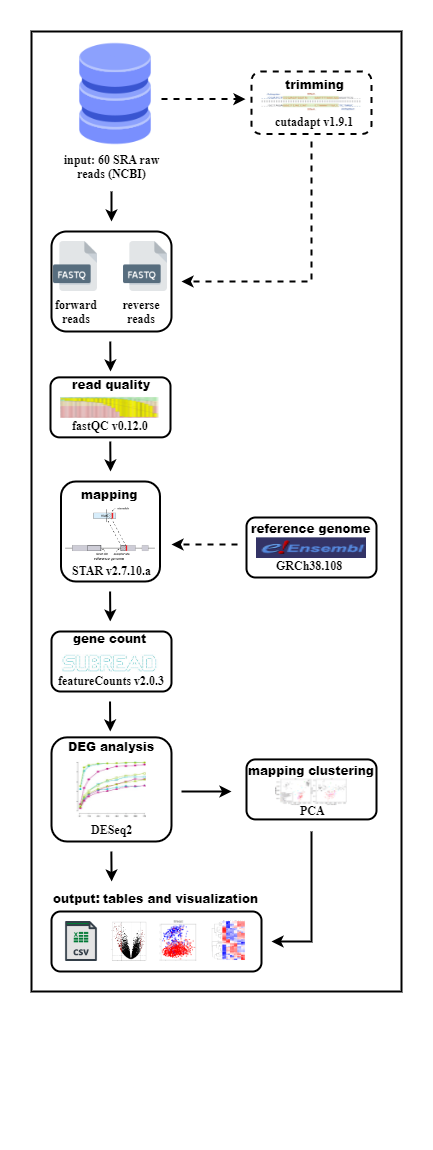 trimming
cutadapt v1.9.1
input: 60 SRA raw
reads (NCBI)
FASTQ
FASTQ
forward
reads
reverse
reads
read quality
fastQC v0.12.0
mapping
STAR v2.7.10.a
reference genome
e!Ensembl
GRCh38.108
gene count
SUBREAD
featureCounts v2.0.3
DEG analysis
DESeq2
mapping clustering
PCA
output: tables and visualization
CSV